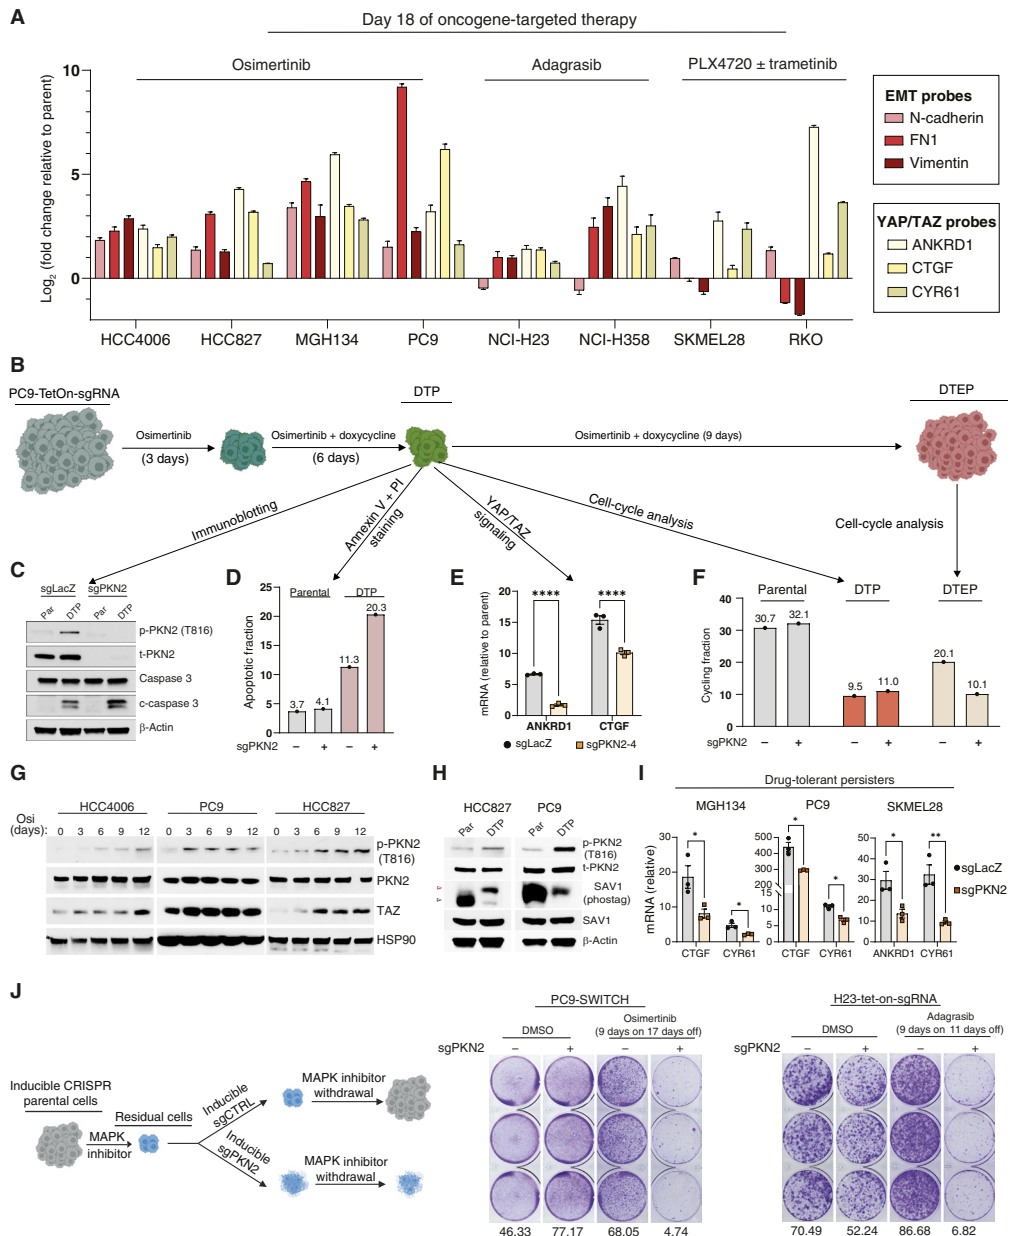 A
Day 18 of oncogene-targeted therapy
Osimertinib
Adagrasib
PLX4720 ± trametinib
Log2 (fold change relative to parent)
10
5
0
0
HCC4006
HCC827
MGH134
PC9
NCI-H23
NCI-H358
SKMEL28
RKO
EMT probes
N-cadherin
FN1
Vimentin
YAP/TAZ probes
ANKRD1
CTGF
CYR61
B
PC9-TetOn-sgRNA
Osimertinib
(3 days)
Osimertinib + doxycycline
(6 days)
DTP
Osimertinib + doxycycline (9 days)
DTEP
Immunoblotting
Annexin V + PI
staining
YAP/TAZ
signaling
Cell-cycle analysis
Cell-cycle analysis
C
sgLacZ
sgPKN2
Par
DTP
Par
DTP
p-PKN2 (T816)
t-PKN2
Caspase 3
c-caspase 3
β-Actin
D
Apoptotic fraction
25
20
15
10
5
0
Parental
DTP
3.7
4.1
11.3
20.3
sgPKN2
–
+
–
+
E
mRNA (relative to parent)
20
15
10
5
0
****
****
ANKRD1
CTGF
sgLacZ
sgPKN2-4
F
Cycling fraction
40
30
20
10
0
Parental
DTP
DTEP
30.7
32.1
9.5
11.0
20.1
10.1
sgPKN2
–
+
–
+
–
+
G
HCC4006
PC9
HCC827
Osi
(days):
0 3 6 9 12
0 3 6 9 12
0 3 6 9 12
p-PKN2
(T816)
PKN2
TAZ
HSP90
H
HCC827
PC9
Par
DTP
Par
DTP
p-PKN2
(T816)
t-PKN2
SAV1
(phostag)
SAV1
β-Actin
I
Drug-tolerant persisters
MGH134
PC9
SKMEL28
mRNA (relative)
30
20
10
0
*
*
CTGF
CYR61
500
400
300
200
15
10
5
0
*
*
CTGF
CYR61
50
40
30
20
10
0
*
**
ANKRD1
CYR61
sgLacZ
sgPKN2
J
Inducible CRISPR
parental cells
Residual cells
MAPK
inhibitor
Inducible
sgCTRL
Inducible
sgPKN2
MAPK inhibitor
withdrawal
MAPK inhibitor
withdrawal
PC9-SWITCH
DMSO
Osimertinib
(9 days on 17 days off)
sgPKN2
–
+
–
+
46.33
77.17
68.05
4.74
H23-tet-on-sgRNA
DMSO
Adagrasib
(9 days on 11 days off)
sgPKN2
–
+
–
+
70.49
52.24
86.68
6.82